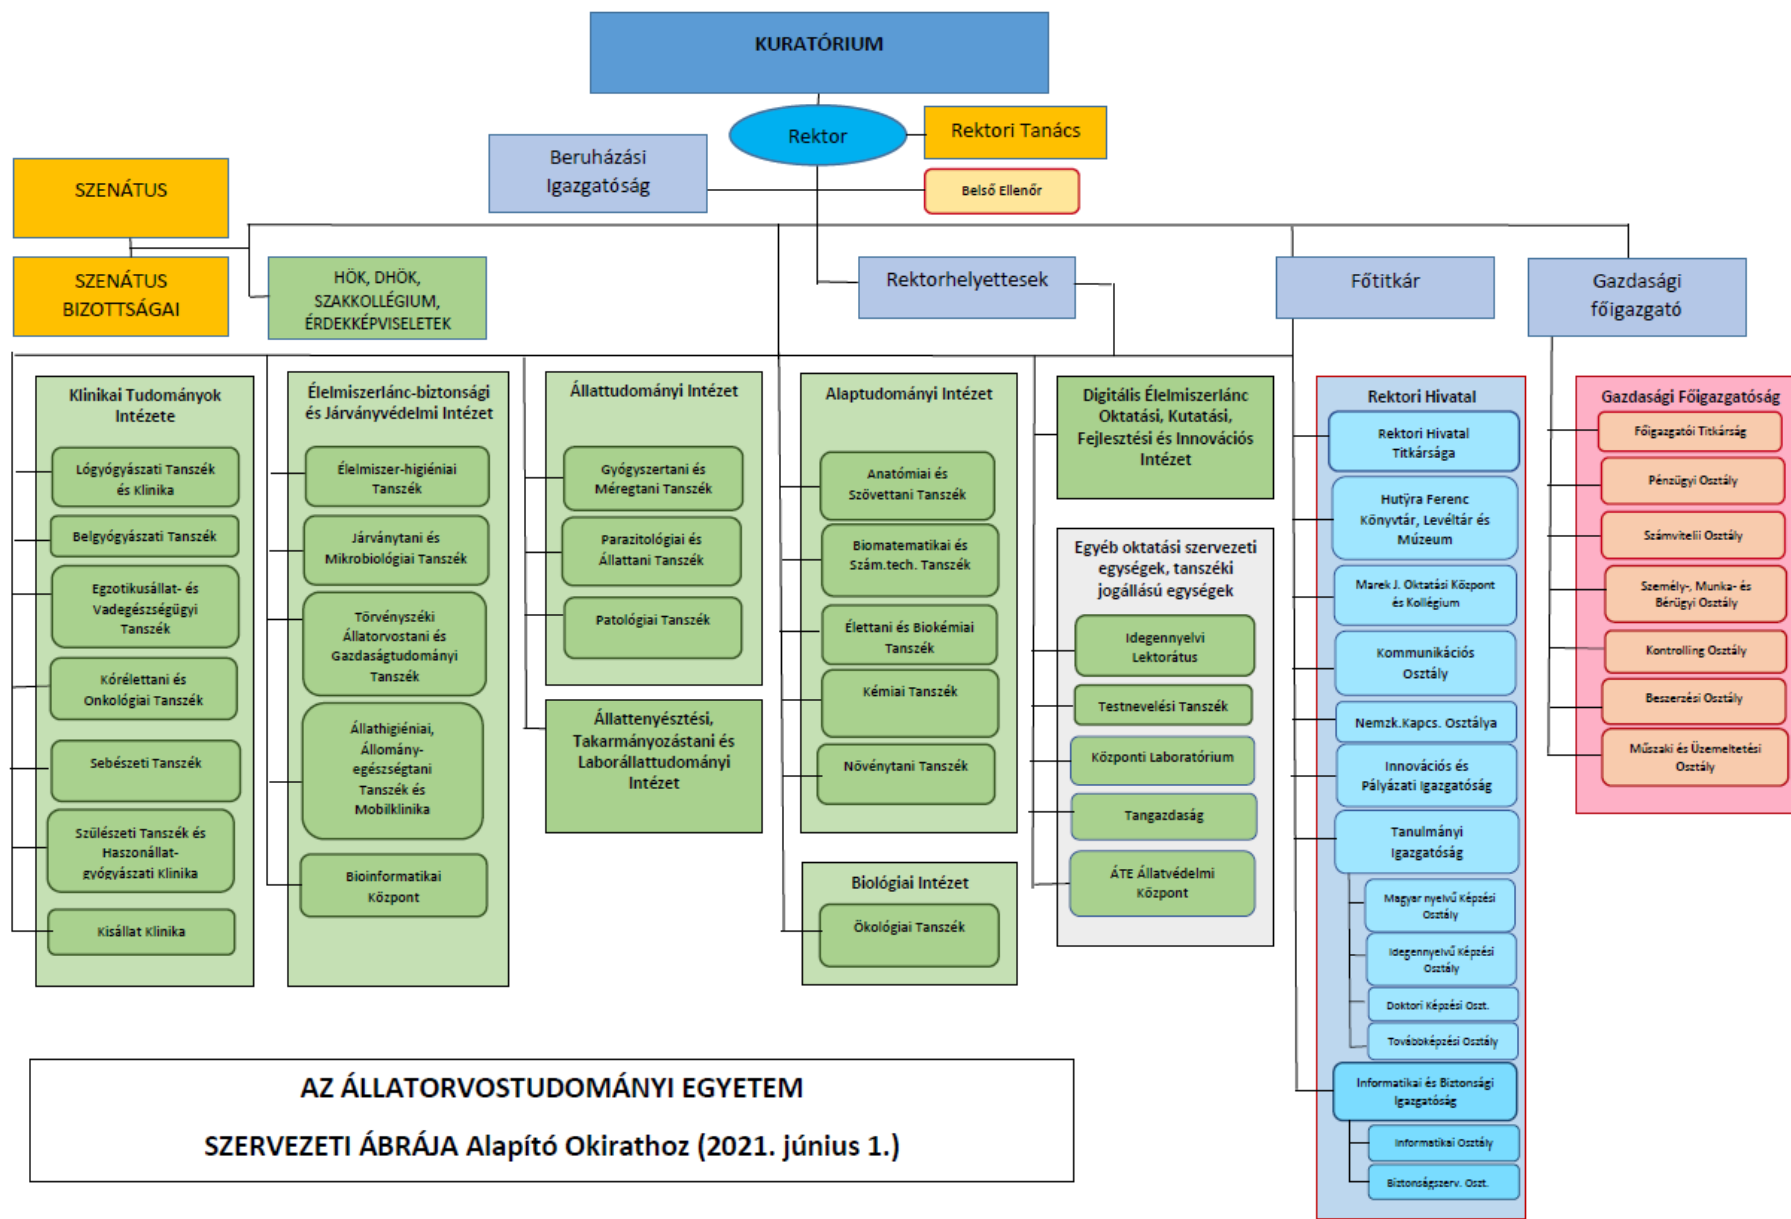 KURATÓRIUM
Rektor
Rektori Tanács
Beruházási
Igazgatóság
Belső Ellenőr
SZENÁTUS
SZENÁTUS
BIZOTTSÁGAI
HÖK, DHÖK,
SZAKKOLLÉGIUM,
ÉRDEKKÉPVISELETEK
Rektorhelyettesek
Főtitkár
Gazdasági
főigazgató
Klinikai Tudományok
Intézete
Lógyógyászati Tanszék
és Klinika
Belgyógyászati Tanszék
Egzotikusállat- és
Vadegészségügyi
Tanszék
Kórélettani és
Onkológiai Tanszék
Sebészeti Tanszék
Szülészeti Tanszék és
Haszonállat-
gyógyászati Klinika
Kisállat Klinika
Élelmiszerlánc-biztonsági
és Járványvédelmi Intézet
Élelmiszer-higiéniai
Tanszék
Járványtani és
Mikrobiológiai Tanszék
Törvényszéki
Állatorvostani és
Gazdaságtudományi
Tanszék
Állathigiéniai,
Állomány-
egészségtani
Tanszék és
Mobilklinika
Bioinformatikai
Központ
Állattudományi Intézet
Gyógyszertani és
Méregtani Tanszék
Parazitológiai és
Állattani Tanszék
Patológiai Tanszék
Állattenyésztési,
Takarmányozástani és
Laborállattudományi
Intézet
Alaptudományi Intézet
Anatómiai és
Szövettani Tanszék
Biomatematikai és
Szám.tech. Tanszék
Élettani és Biokémiai
Tanszék
Kémiai Tanszék
Növénytani Tanszék
Biológiai Intézet
Ökológiai Tanszék
Digitális Élelmiszerlánc
Oktatási, Kutatási,
Fejlesztési és Innovációs
Intézet
Egyéb oktatási szervezeti
egységek, tanszéki
jogállású egységek
Idegennyelvi
Lektorátus
Testnevelési Tanszék
Központi Laboratórium
Tangazdaság
ÁTE Állatvédelmi
Központ
Rektori Hivatal
Rektori Hivatal
Titkársága
Hutÿra Ferenc
Könyvtár, Levéltár és
Múzeum
Marek J. Oktatási Központ
és Kollégium
Kommunikációs
Osztály
Nemzk.Kapcs. Osztálya
Innovációs és
Pályázati Igazgatóság
Tanulmányi
Igazgatóság
Magyar nyelvű Képzési
Osztály
Idegennyelvű Képzési
Osztály
Doktori Képzési Oszt.
Továbbképzési Osztály
Informatikai és Biztonsági
Igazgatóság
Informatikai Osztály
Biztonságszerv. Oszt.
Gazdasági Főigazgatóság
Főigazgatói Titkárság
Pénzügyi Osztály
Számvitelii Osztály
Személy-, Munka- és
Bérügyi Osztály
Kontrolling Osztály
Beszerzési Osztály
Műszaki és Üzemeltetési
Osztály
AZ ÁLLATORVOSTUDOMÁNYI EGYETEM
SZERVEZETI ÁBRÁJA Alapító Okirathoz (2021. június 1.)